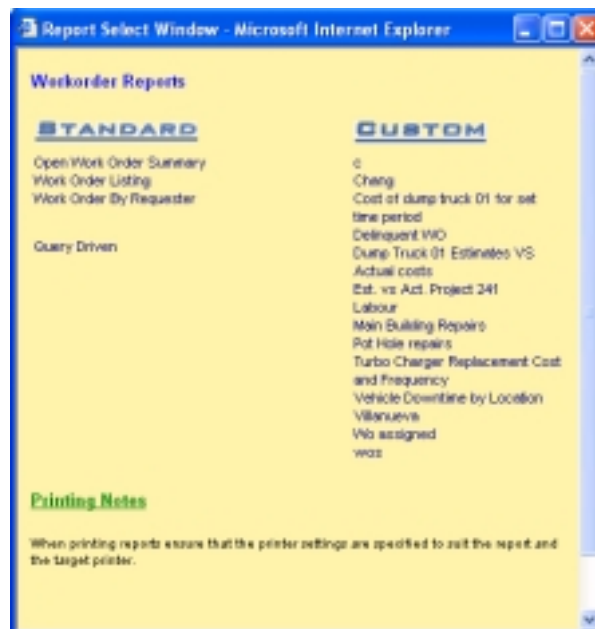 Report Select Window - Microsoft Internet Explorer
Workorder Reports
STANDARD
Open Work Order Summary
Work Order Listing
Work Order By Requester
Query Driven
CUSTOM
c
Chang
Cost of dump truck 01 for set
time period
Delinquent WO
Dump Truck 01 Estimates VS
Actual costs
Est. vs Act. Project 241
Labour
Main Building Repairs
Pot Hole repairs
Turbo Charger Replacement Cost
and Frequency
Vehicle Downtime by Location
Villanueva
Wo assigned
wos
Printing Notes
When printing reports ensure that the printer settings are specified to suit the report and
the target printer.